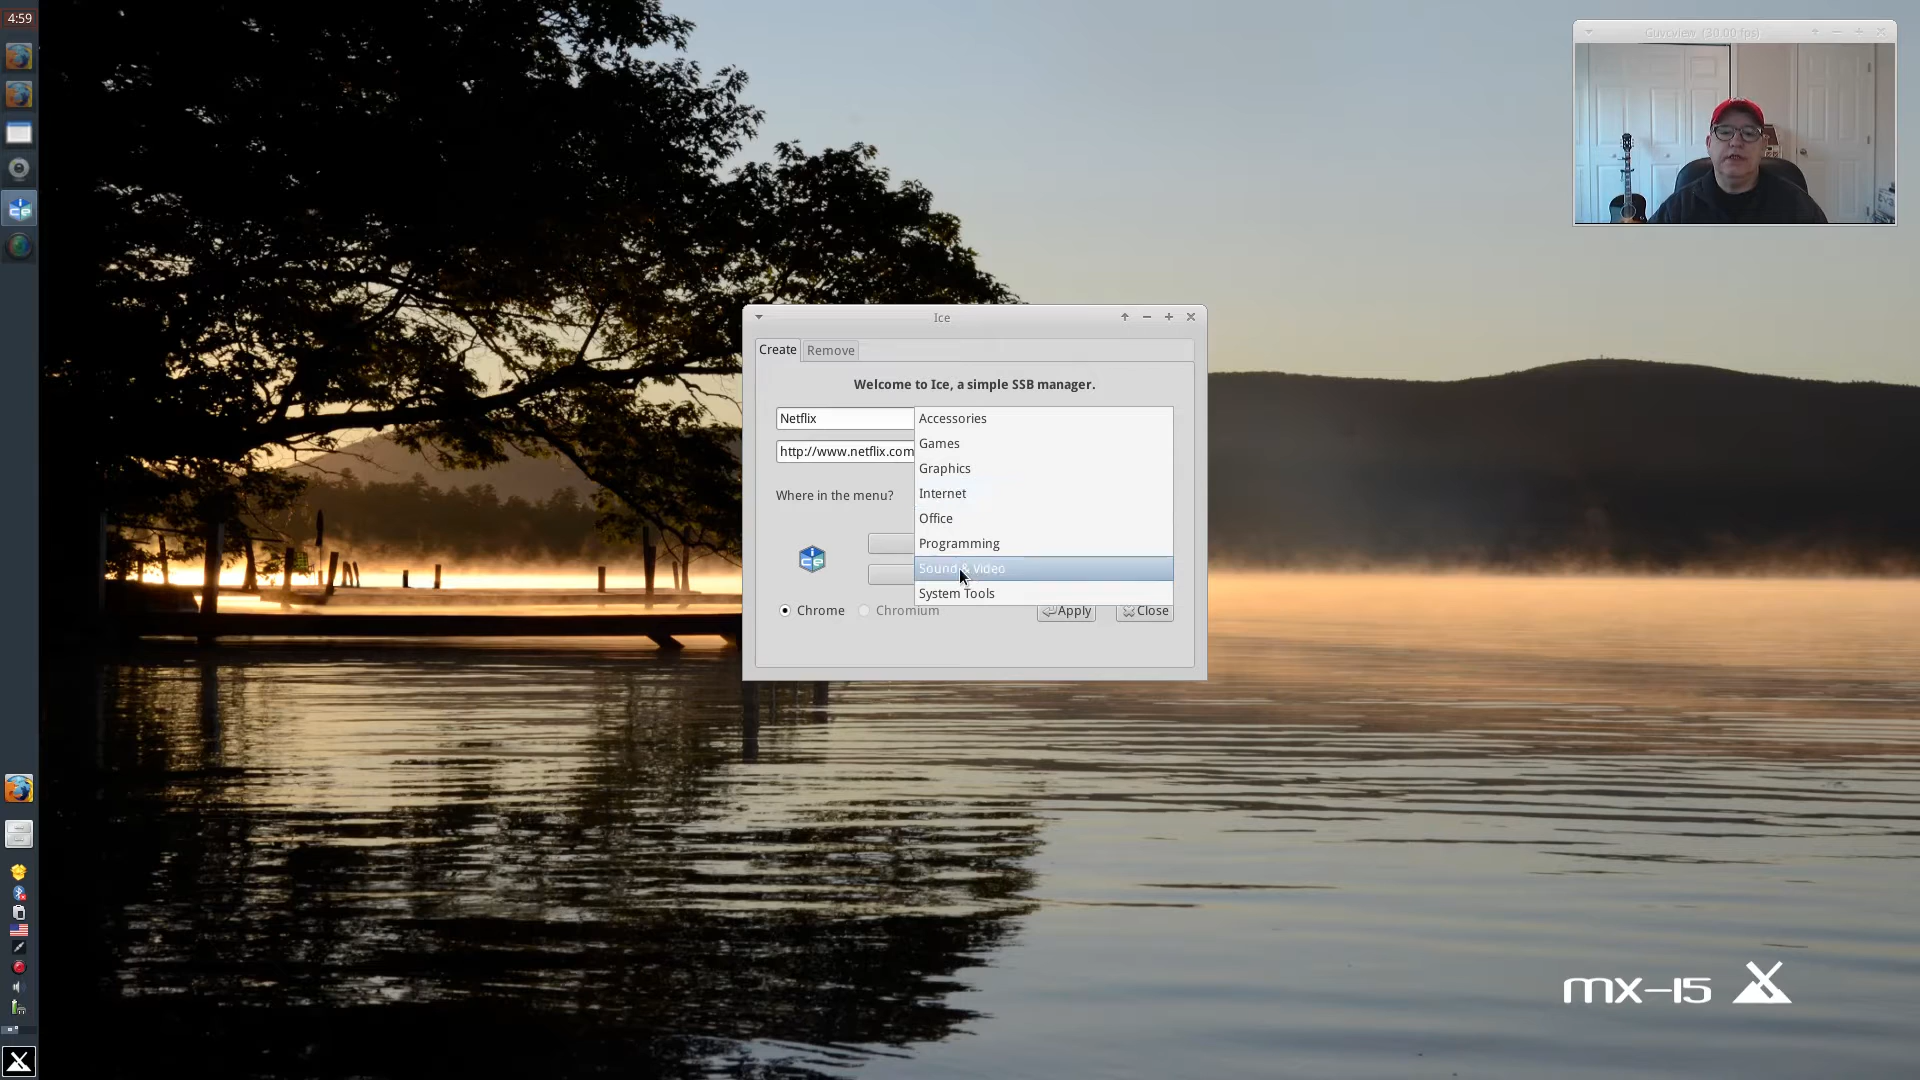 4:59
Guvcview (30.00 fps)
Ice
Create
Remove
Welcome to Ice, a simple SSB manager.
Netflix
http://www.netflix.com
Where in the menu?
Accessories
Games
Graphics
Internet
Office
Programming
Sound & Video
System Tools
ice
Chrome
Chromium
Apply
Close
mx-15